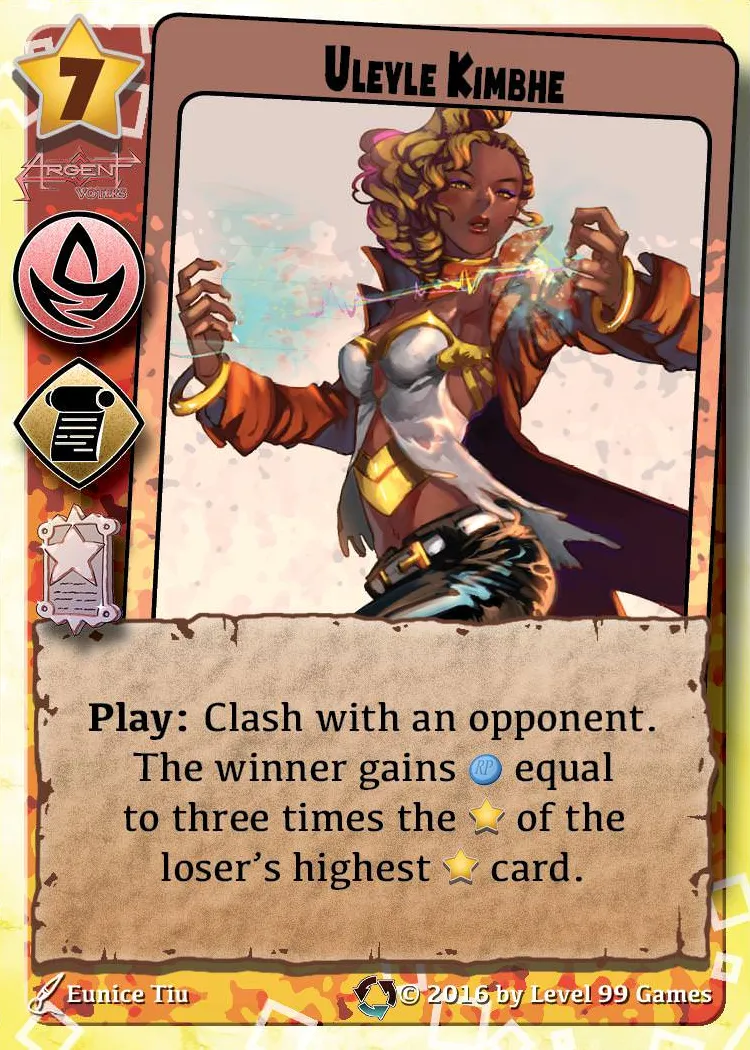 7
ULEYLE KIMBHE
ARGENT
VOTERS
Play: Clash with an opponent.
The winner gains RP equal
to three times the of the
loser's highest card.
Eunice Tiu
© 2016 by Level 99 Games